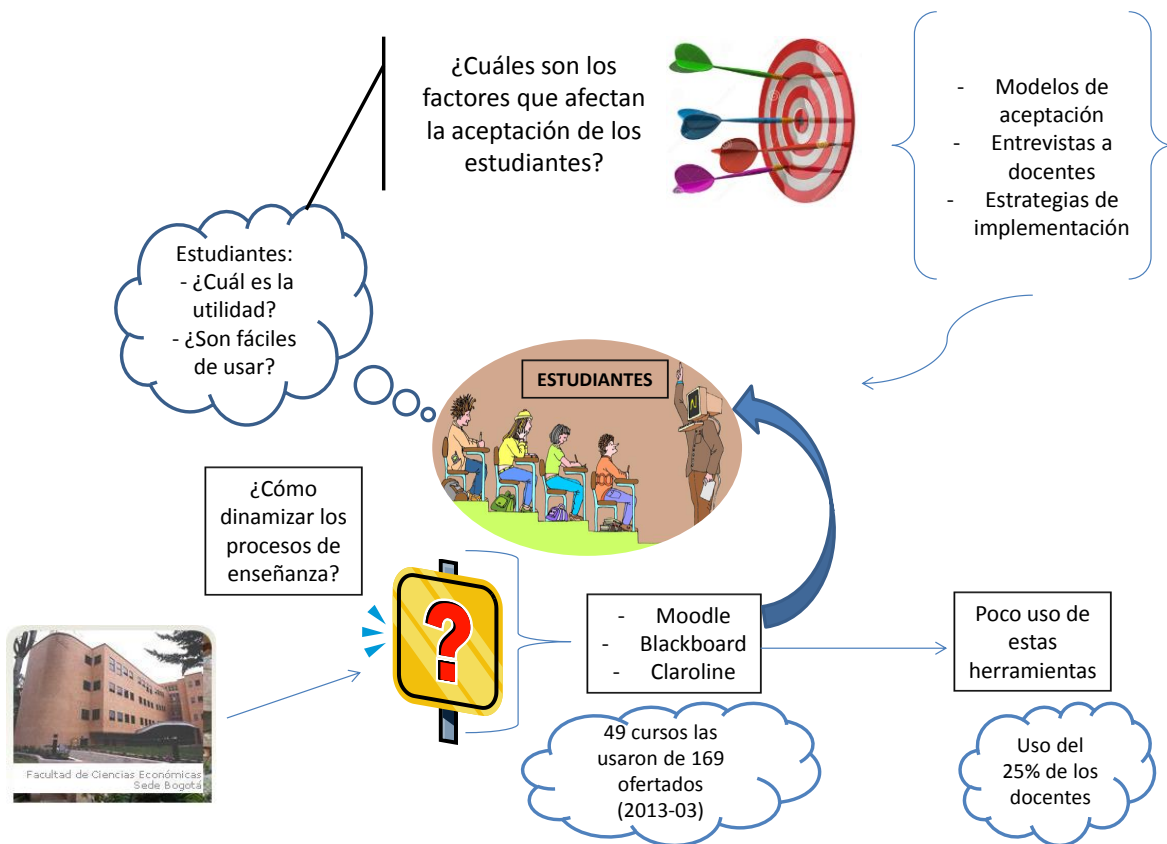 ¿Cuáles son los
factores que afectan
la aceptación de los
estudiantes?
- Modelos de
aceptación
- Entrevistas a
docentes
- Estrategias de
implementación
Estudiantes:
- ¿Cuál es la
utilidad?
- ¿Son fáciles
de usar?
ESTUDIANTES
¿Cómo
dinamizar los
procesos de
enseñanza?
?
- Moodle
- Blackboard
- Claroline
Poco uso de
estas
herramientas
49 cursos las
usaron de 169
ofertados
(2013-03)
Uso del
25% de los
docentes
Facultad de Ciencias Económicas
Sede Bogotá